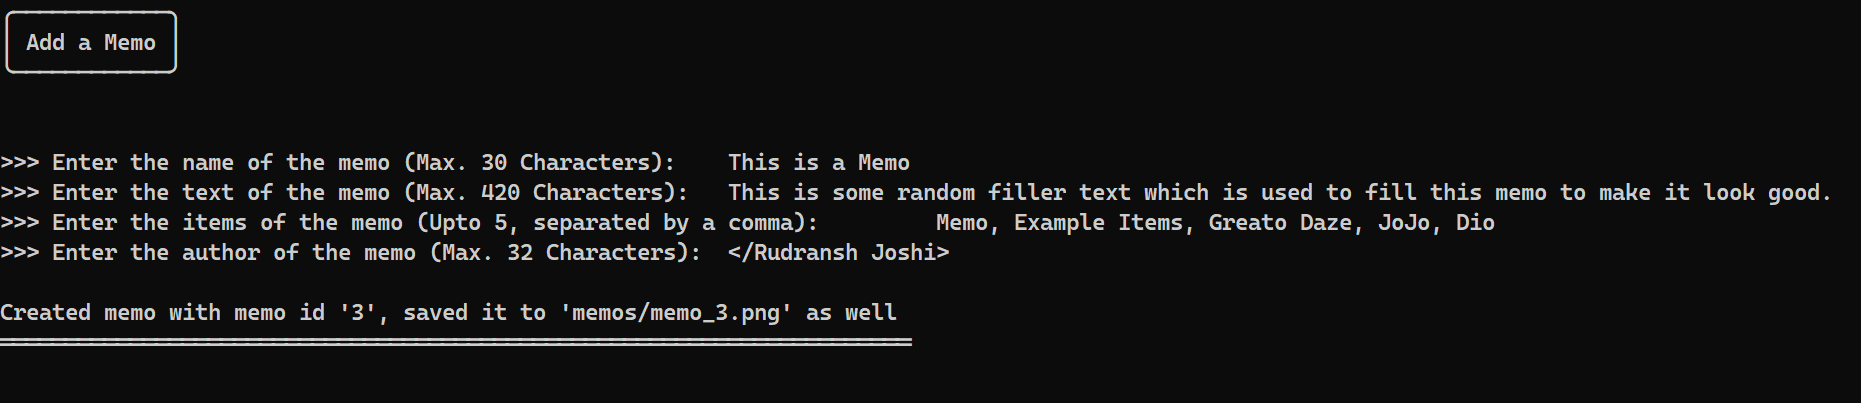 Add a Memo
>>> Enter the name of the memo (Max. 30 Characters):    This is a Memo
>>> Enter the text of the memo (Max. 420 Characters):   This is some random filler text which is used to fill this memo to make it look good.
>>> Enter the items of the memo (Upto 5, separated by a comma):         Memo, Example Items, Greato Daze, JoJo, Dio
>>> Enter the author of the memo (Max. 32 Characters):  </Rudransh Joshi>
Created memo with memo id '3', saved it to 'memos/memo_3.png' as well